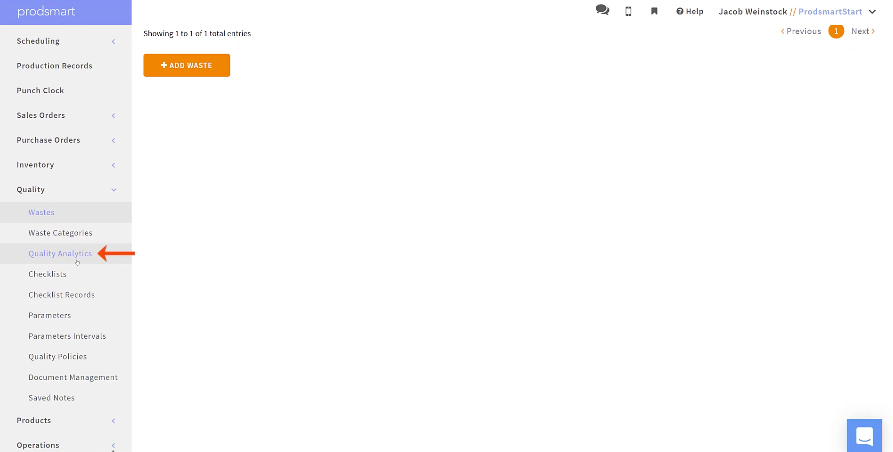 prodsmart
Jacob Weinstock // ProdsmartStart
Help
Scheduling
Production Records
Punch Clock
Sales Orders
Purchase Orders
Inventory
Quality
Wastes
Waste Categories
Quality Analytics
Checklists
Checklist Records
Parameters
Parameters Intervals
Quality Policies
Document Management
Saved Notes
Products
Operations
Showing 1 to 1 of 1 total entries
Previous 1 Next
+ ADD WASTE